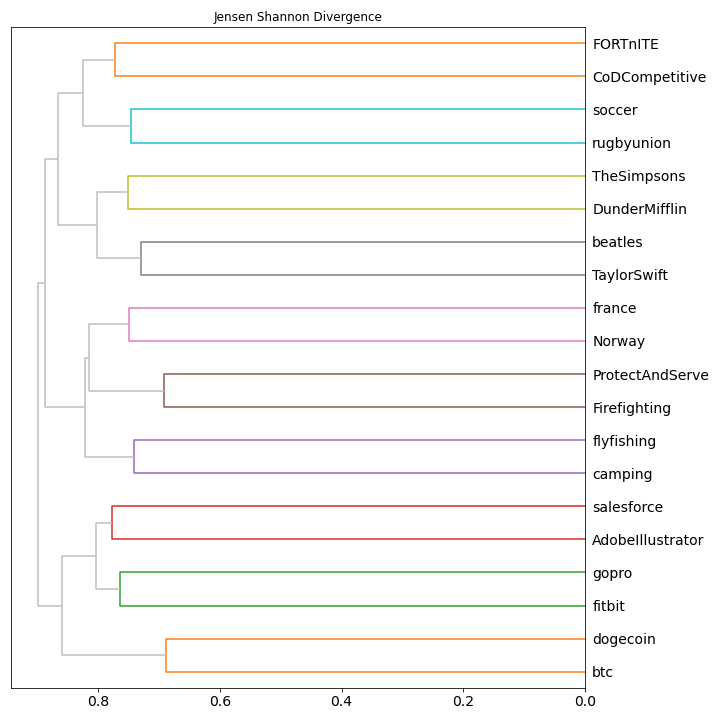 Jensen Shannon Divergence
FORTnITE
CoDCompetitive
soccer
rugbyunion
TheSimpsons
DunderMifflin
beatles
TaylorSwift
france
Norway
ProtectAndServe
Firefighting
flyfishing
camping
salesforce
AdobeIllustrator
gopro
fitbit
dogecoin
btc
0.8 0.6 0.4 0.2 0.0